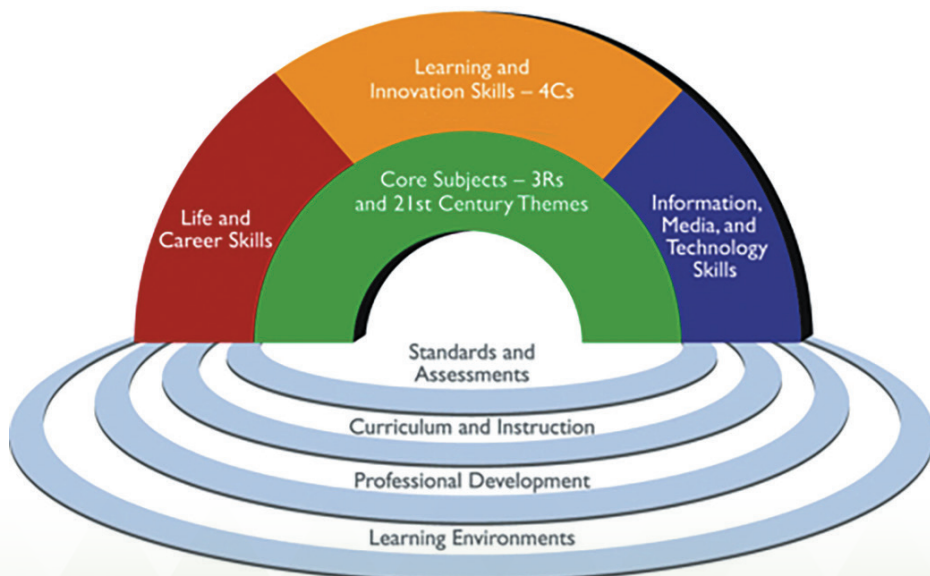 Learning and
Innovation Skills – 4Cs
Core Subjects – 3Rs
and 21st Century Themes
Life and
Career Skills
Information,
Media, and
Technology
Skills
Standards and
Assessments
Curriculum and Instruction
Professional Development
Learning Environments